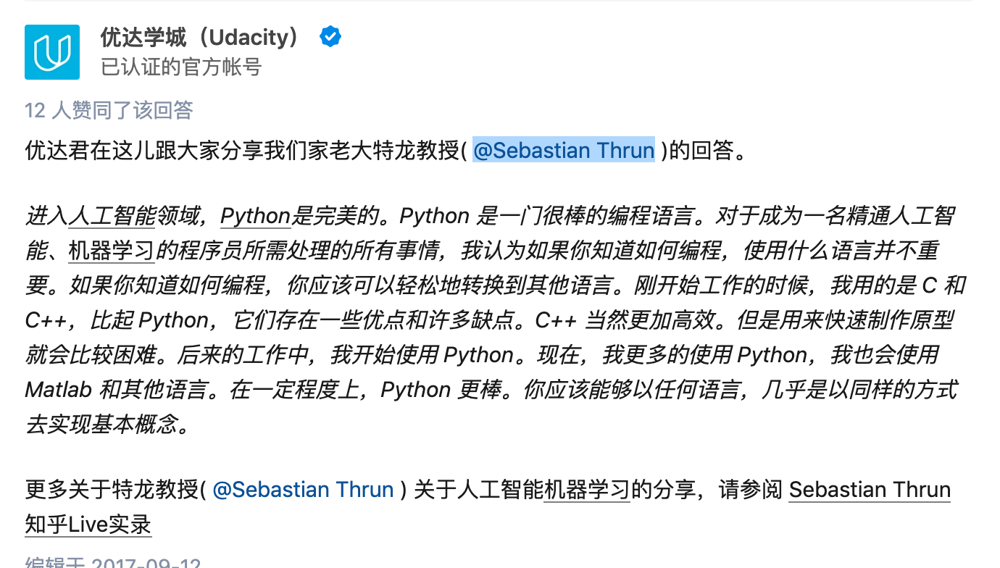 优达学城（Udacity）
已认证的官方帐号
12 人赞同了该回答
优达君在这儿跟大家分享我们家老大特龙教授( @Sebastian Thrun )的回答。
进入人工智能领域，Python是完美的。Python 是一门很棒的编程语言。对于成为一名精通人工智
能、机器学习的程序员所需处理的所有事情，我认为如果你知道如何编程，使用什么语言并不重
要。如果你知道如何编程，你应该可以轻松地转换到其他语言。刚开始工作的时候，我用的是 C 和
C++，比起 Python，它们存在一些优点和许多缺点。C++ 当然更加高效。但是用来快速制作原型
就会比较困难。后来的工作中，我开始使用 Python。现在，我更多的使用 Python，我也会使用
Matlab 和其他语言。在一定程度上，Python 更棒。你应该能够以任何语言，几乎是以同样的方式
去实现基本概念。
更多关于特龙教授( @Sebastian Thrun ) 关于人工智能机器学习的分享，请参阅 Sebastian Thrun
知乎Live实录
编辑于 2017-09-12